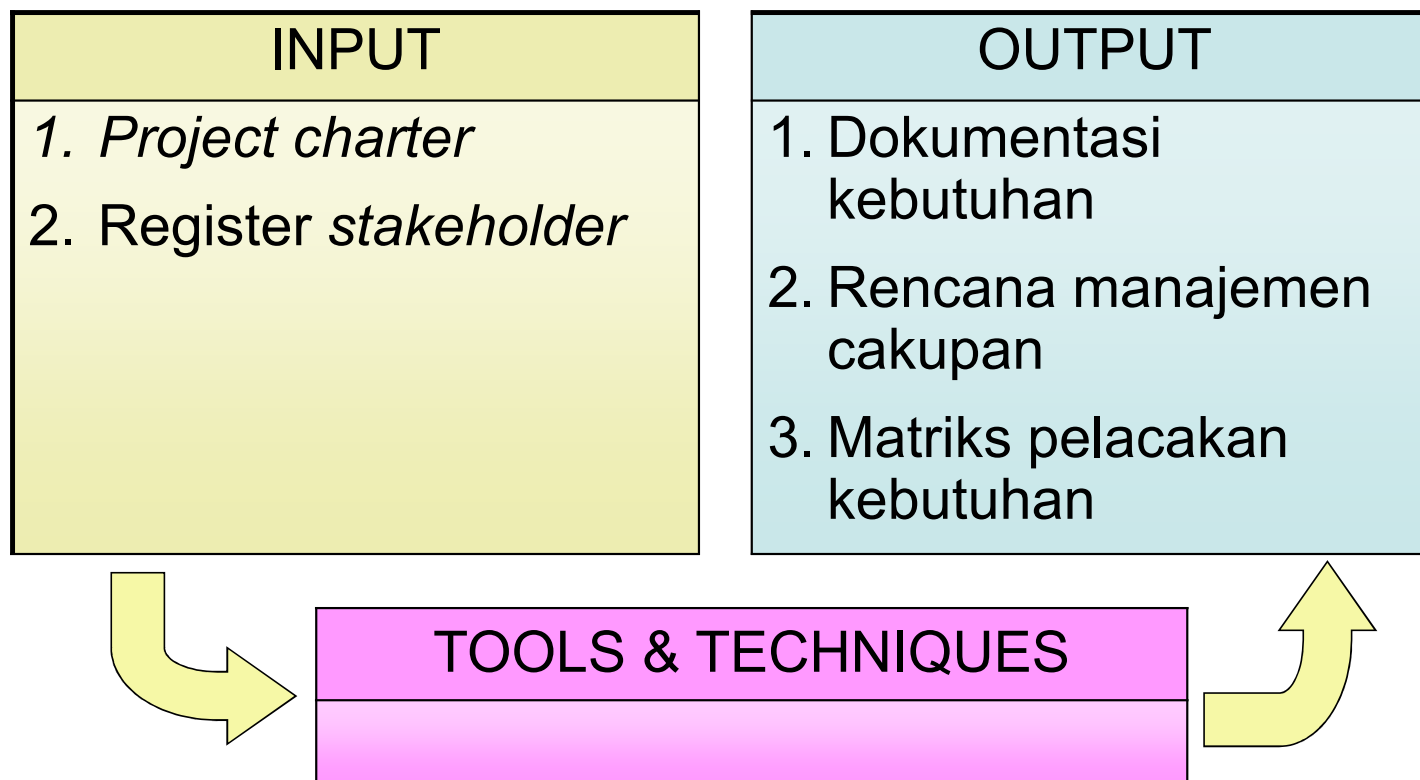 INPUT
1. Project charter
2. Register stakeholder
OUTPUT
1. Dokumentasi
kebutuhan
2. Rencana manajemen
cakupan
3. Matriks pelacakan
kebutuhan
TOOLS & TECHNIQUES